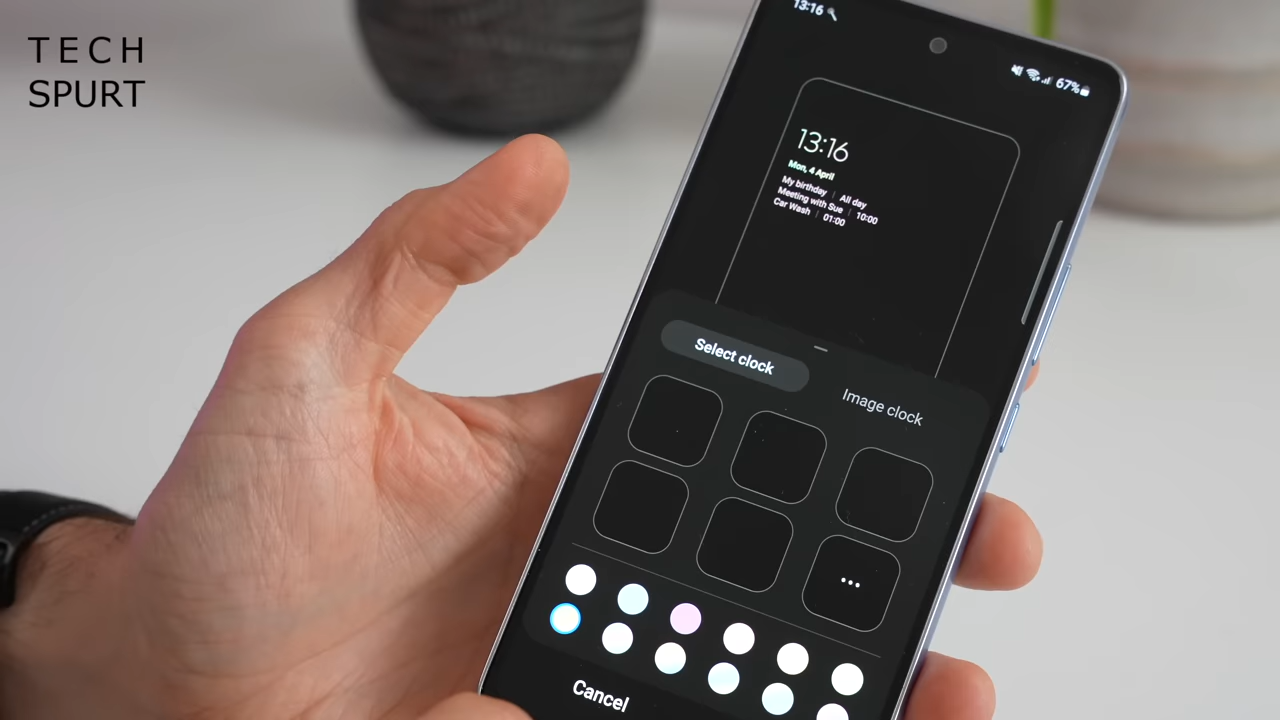 TECH
SPURT
13:16
67%
13:16
Mon, 4 April
My birthday | All day
Meeting with Sue | 10:00
Car Wash | 01:00
Select clock
Image clock
...
Cancel